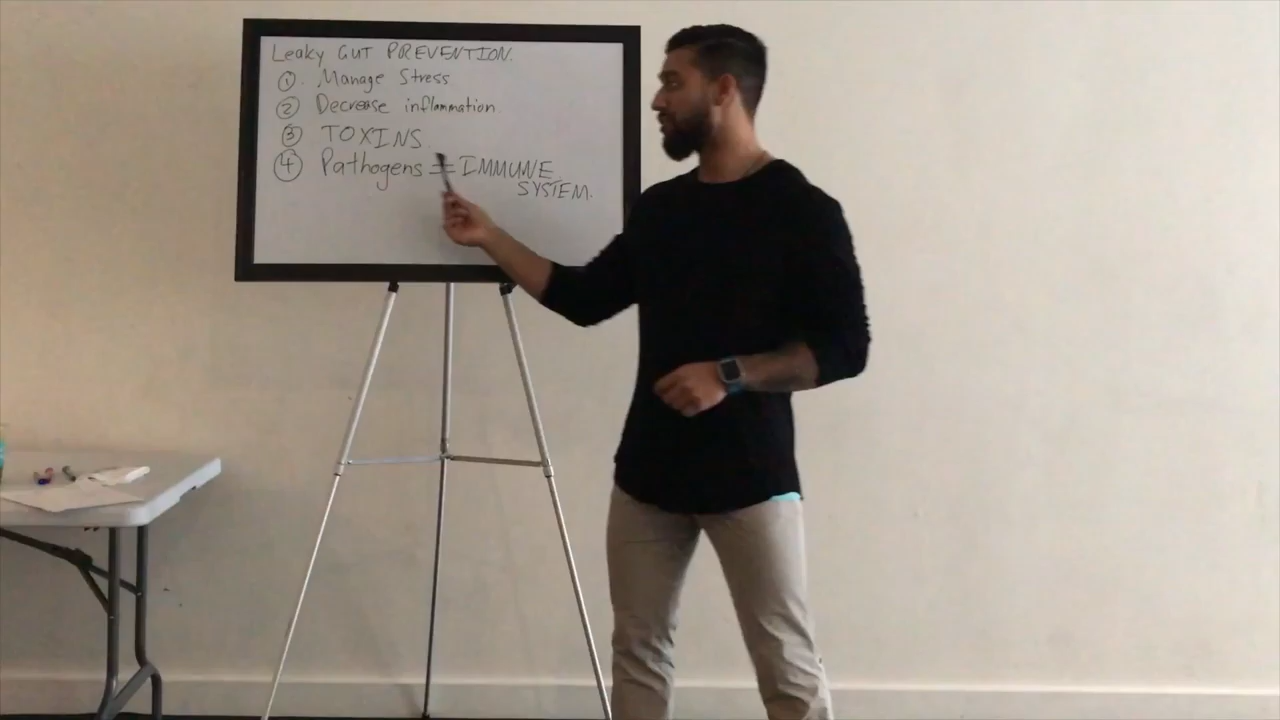 Leaky GUT PREVENTION.
① Manage Stress
② Decrease inflammation.
③ TOXINS.
④ Pathogens = IMMUNE
SYSTEM.